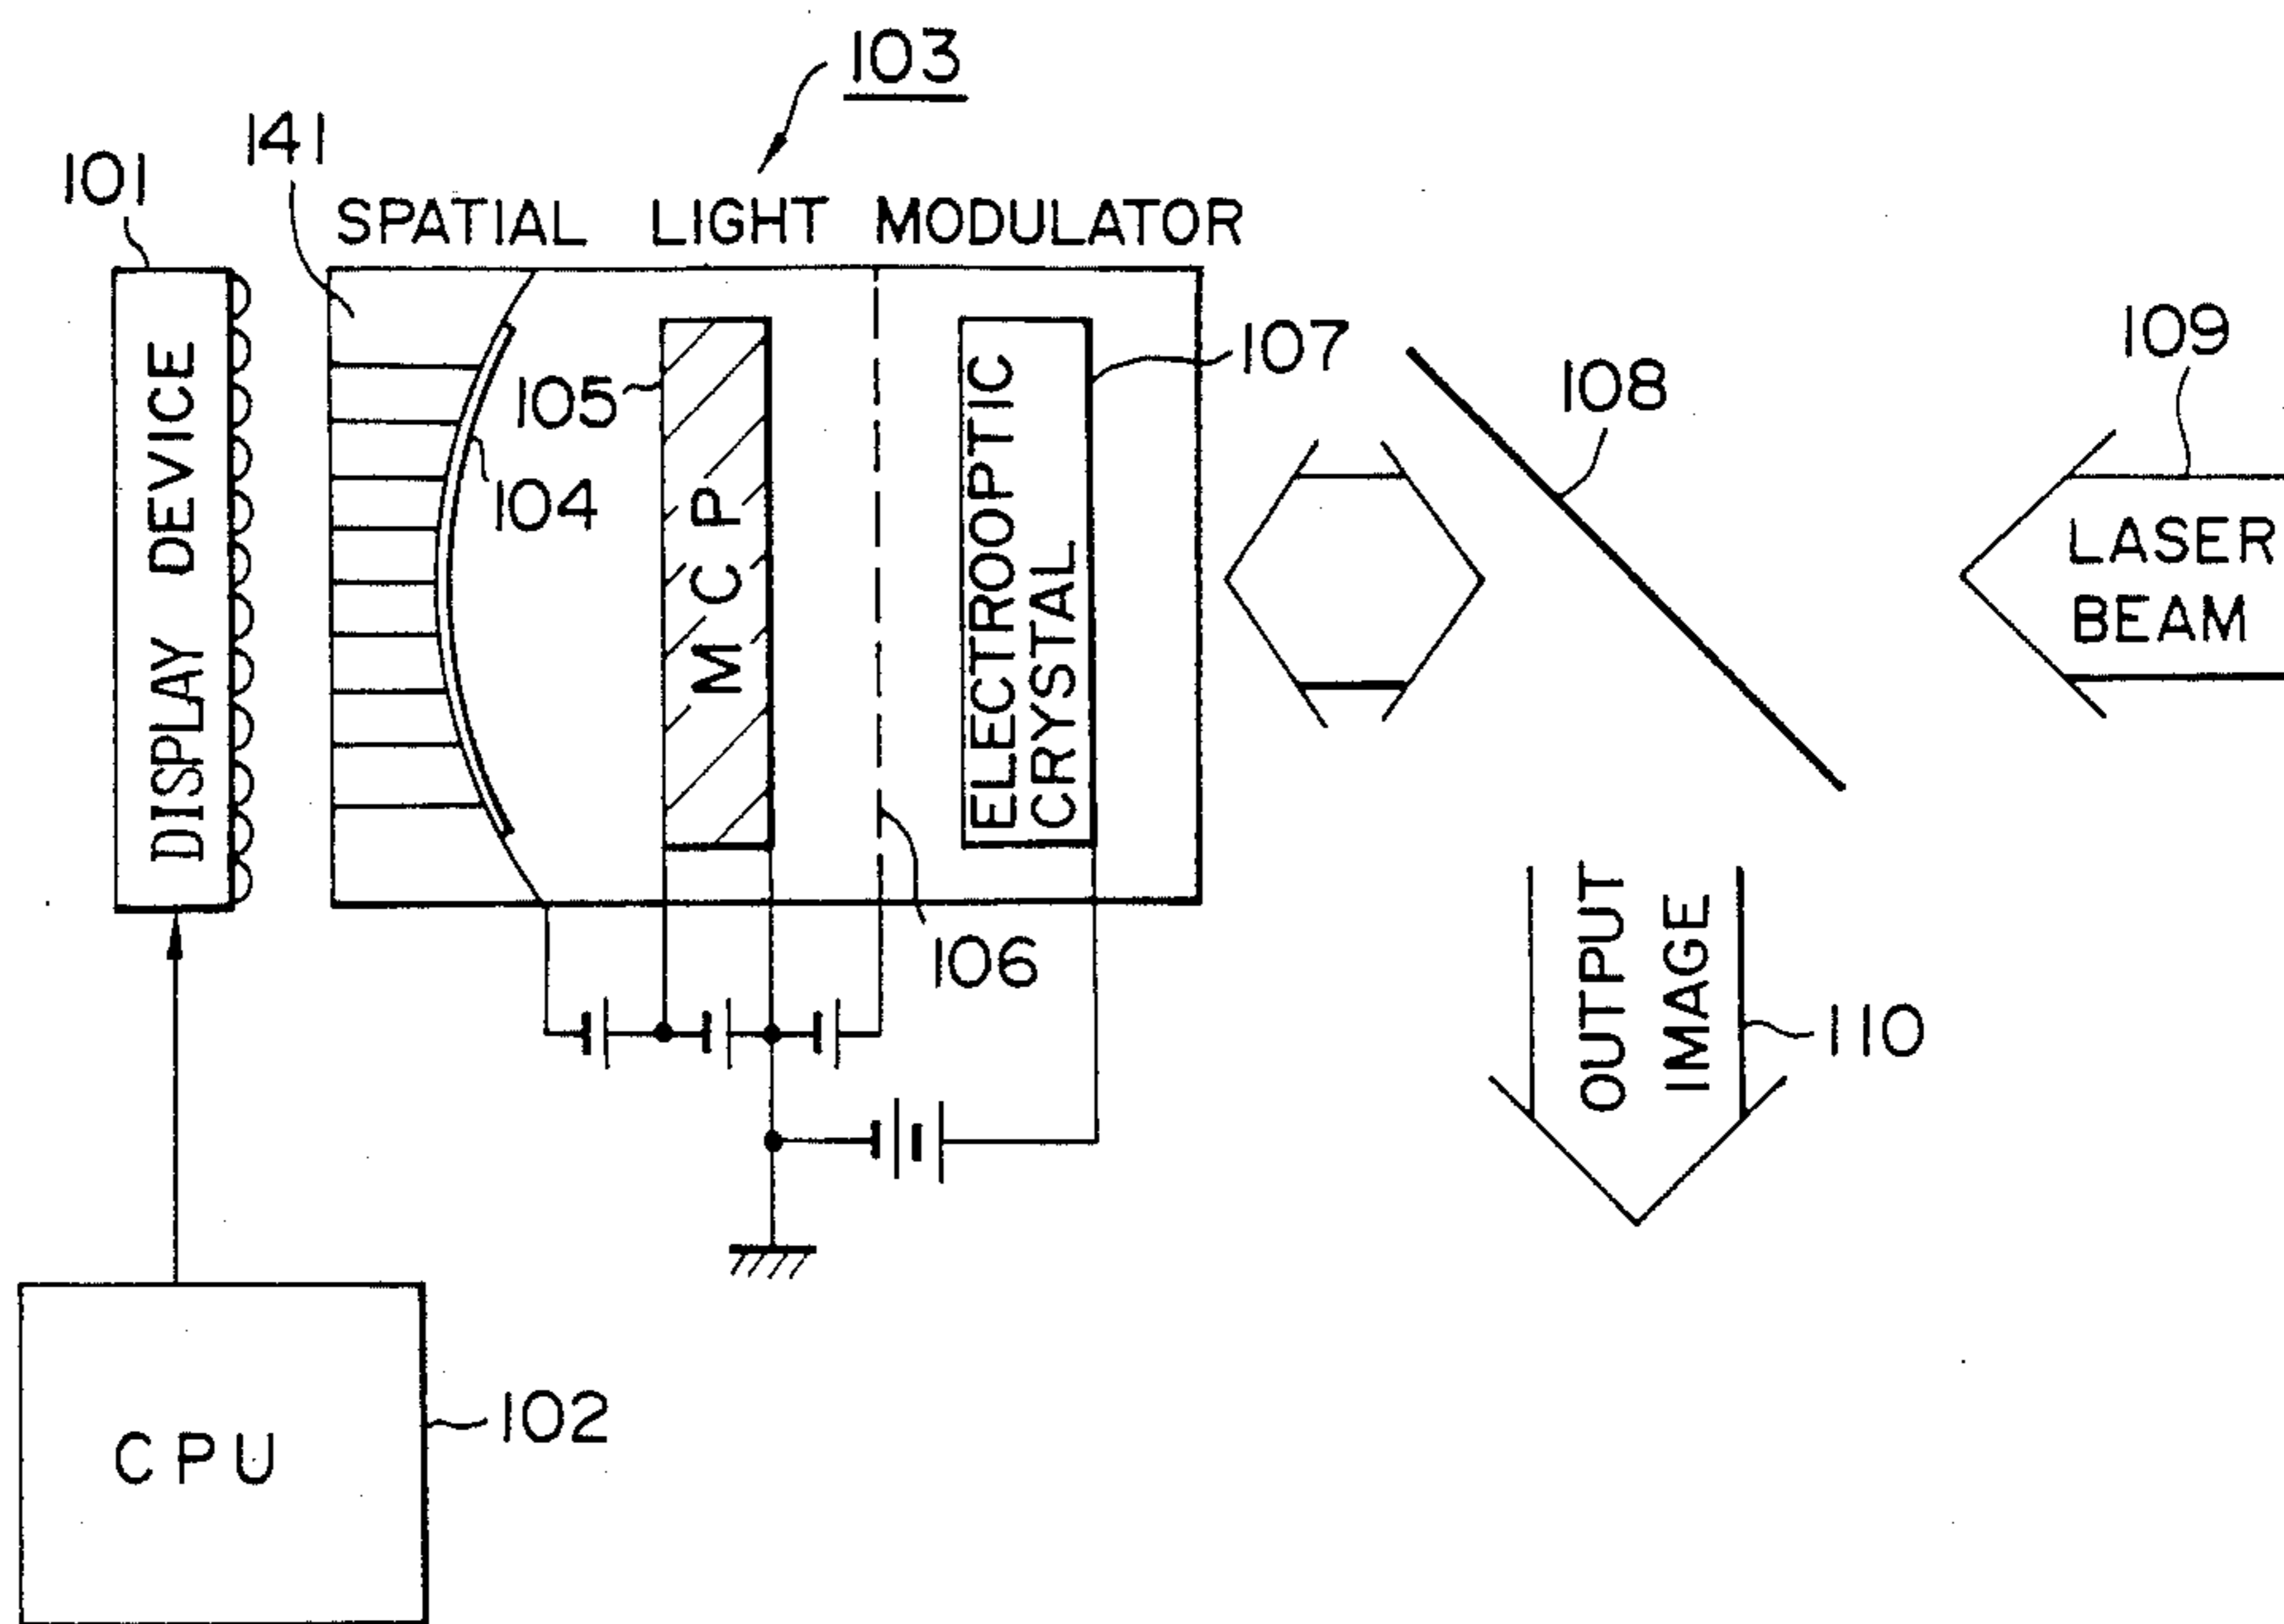 103
141
101
SPATIAL LIGHT MODULATOR
DISPLAY DEVICE
105
104
MCP
ELECTROOPTIC
CRYSTAL
107
108
109
LASER
BEAM
106
OUTPUT
IMAGE
110
CPU
102